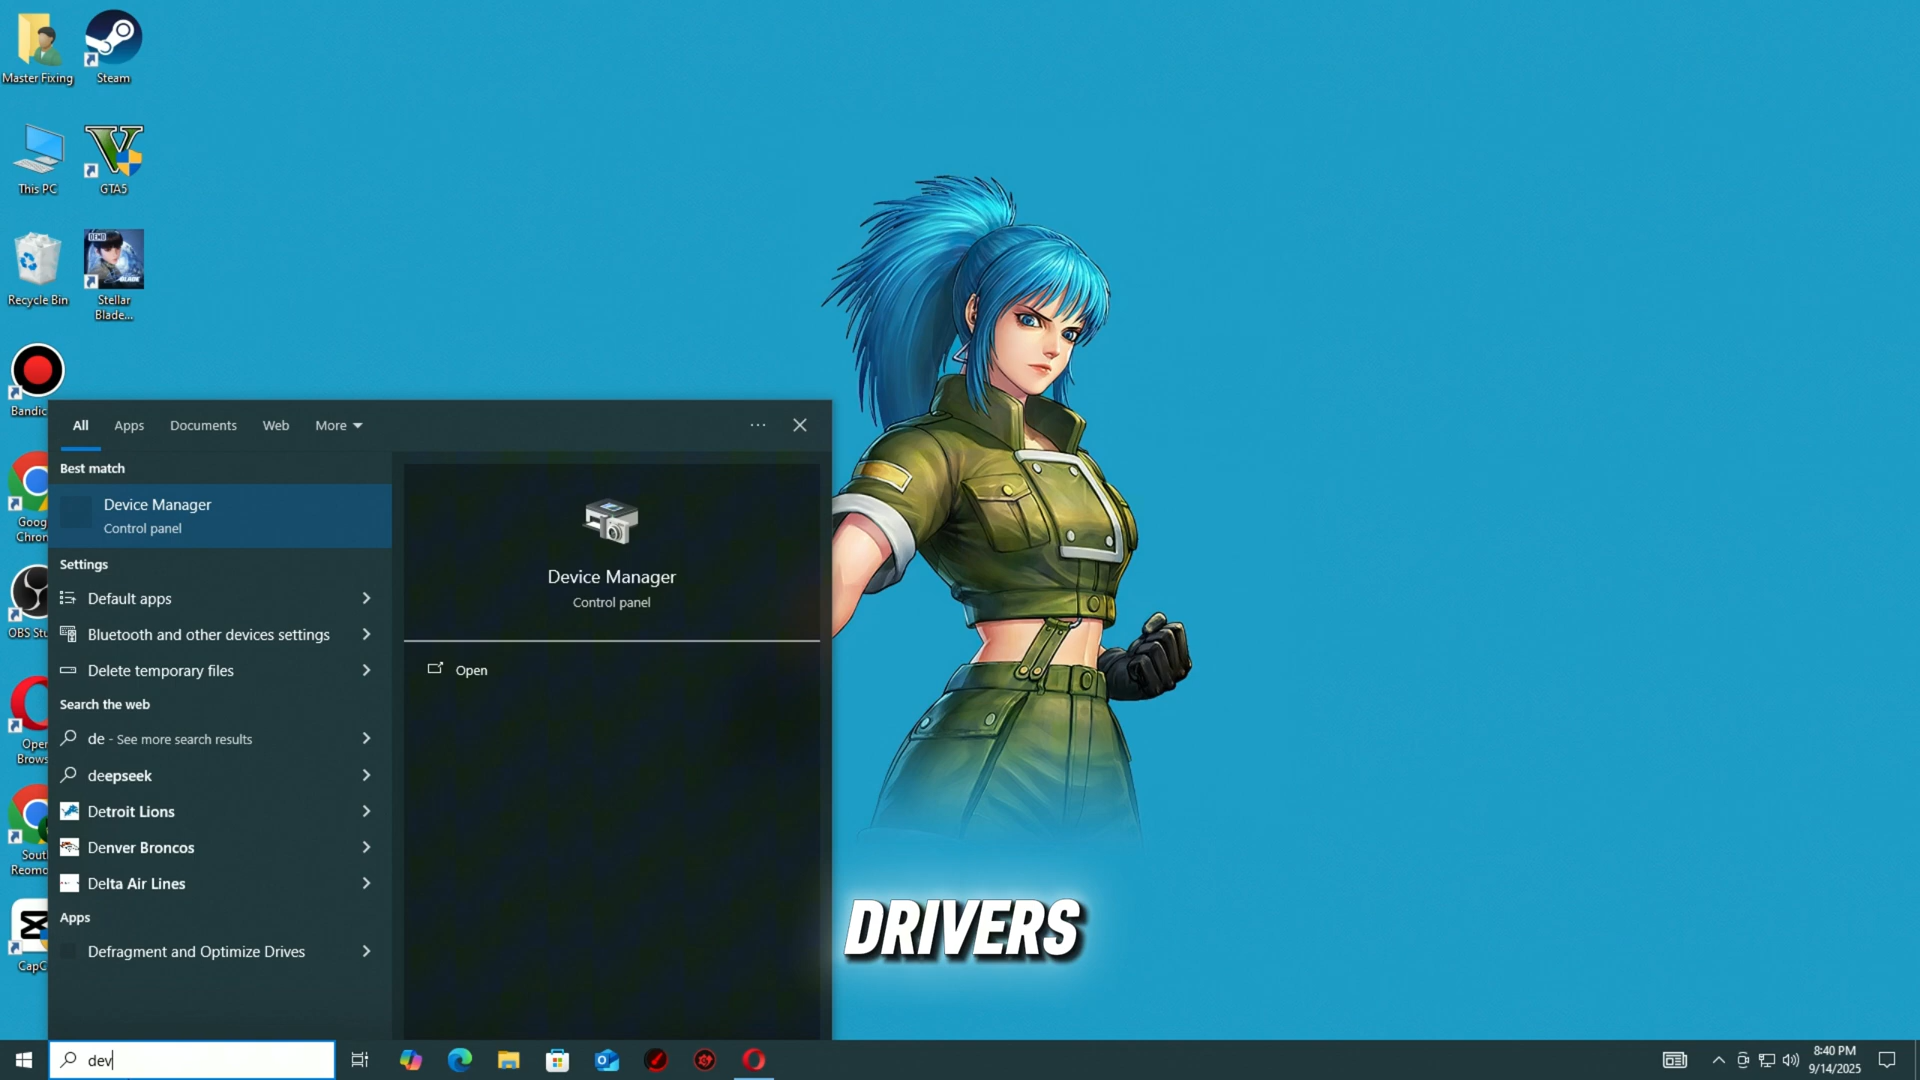 Master Fixing
Steam
This PC
GTA5
Recycle Bin
DEMO
BLADE
Stellar
Blade...
Bandic
Goog
Chron
OBS Stu
Oper
Brows
Sout
Reomo
CapC
All
Apps
Documents
Web
More
Best match
Device Manager
Control panel
Settings
Default apps
Bluetooth and other devices settings
Delete temporary files
Search the web
de - See more search results
deepseek
Detroit Lions
Denver Broncos
Delta Air Lines
Apps
Defragment and Optimize Drives
Device Manager
Control panel
Open
DRIVERS
dev
8:40 PM
9/14/2025